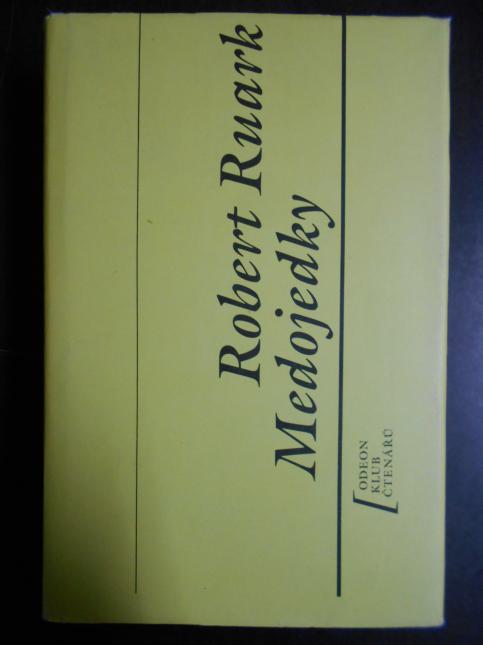 Robert Ruark
Medojedky
ODEON
KLUB
ČTENÁŘŮ